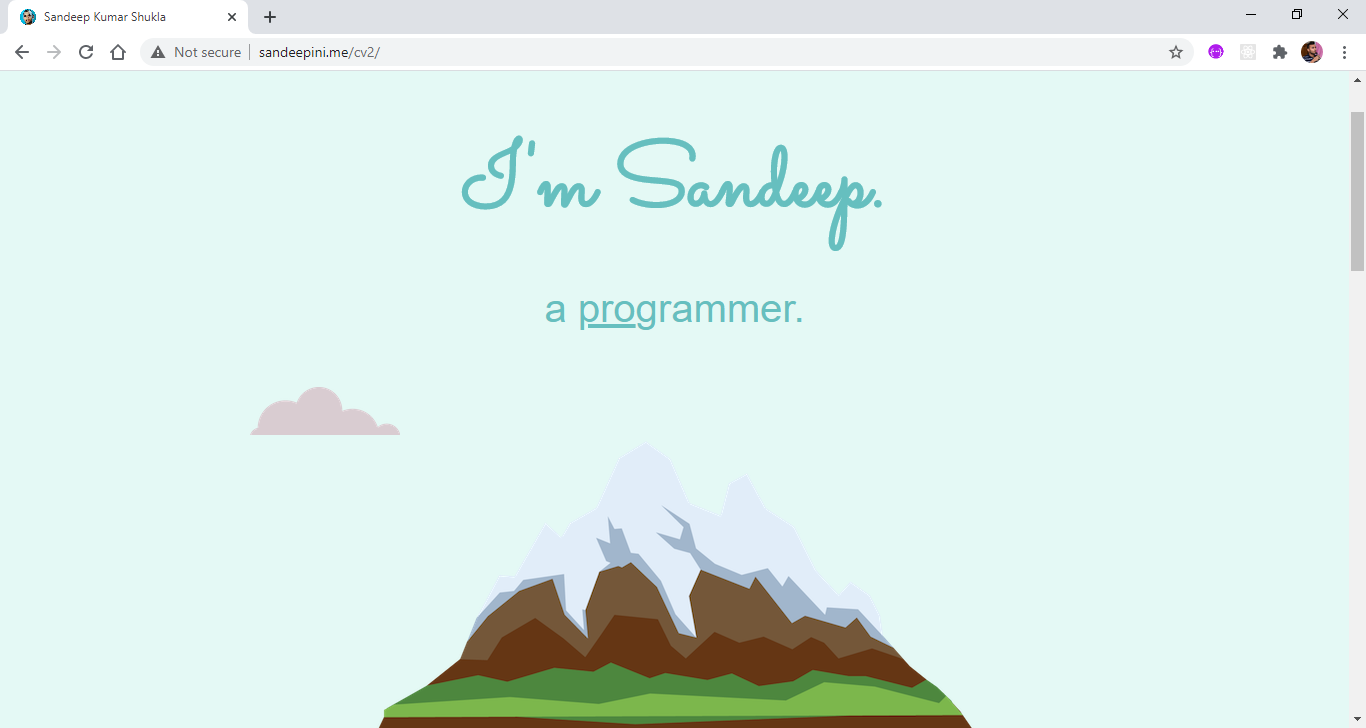 Sandeep Kumar Shukla
Not secure | sandeepini.me/cv2/
I'm Sandeep.
a programmer.